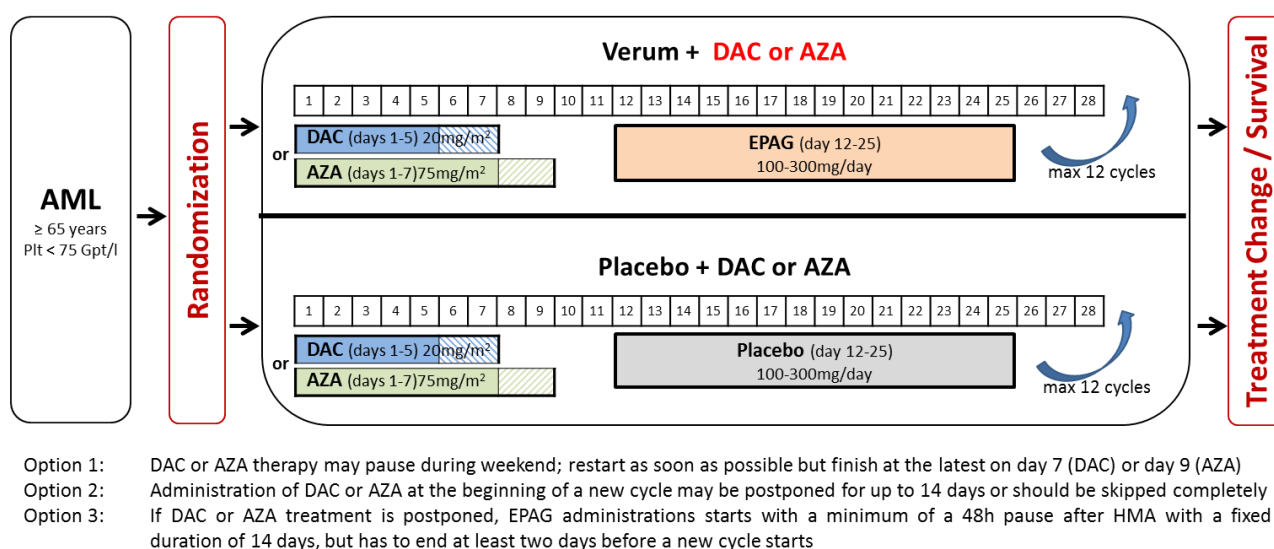 AML
≥ 65 years
Plt < 75 Gpt/l
Randomization
Verum + DAC or AZA
1 2 3 4 5 6 7 8 9 10 11 12 13 14 15 16 17 18 19 20 21 22 23 24 25 26 27 28
DAC (days 1-5) 20mg/m²
or
AZA (days 1-7)75mg/m²
EPAG (day 12-25)
100-300mg/day
max 12 cycles
Placebo + DAC or AZA
1 2 3 4 5 6 7 8 9 10 11 12 13 14 15 16 17 18 19 20 21 22 23 24 25 26 27 28
DAC (days 1-5) 20mg/m²
or
AZA (days 1-7)75mg/m²
Placebo (day 12-25)
100-300mg/day
max 12 cycles
Treatment Change / Survival
Option 1: DAC or AZA therapy may pause during weekend; restart as soon as possible but finish at the latest on day 7 (DAC) or day 9 (AZA)
Option 2: Administration of DAC or AZA at the beginning of a new cycle may be postponed for up to 14 days or should be skipped completely
Option 3: If DAC or AZA treatment is postponed, EPAG administrations starts with a minimum of a 48h pause after HMA with a fixed
duration of 14 days, but has to end at least two days before a new cycle starts